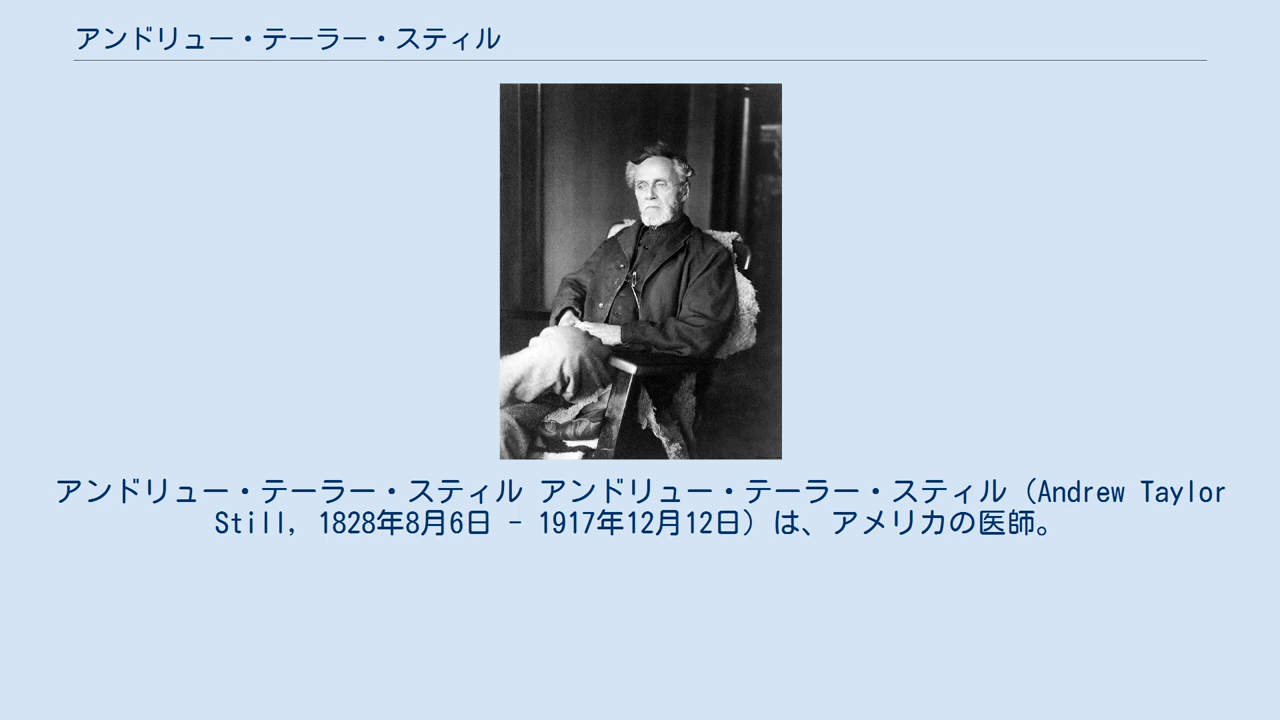 アンドリュー・テーラー・スティル
アンドリュー・テーラー・スティル アンドリュー・テーラー・スティル（Andrew Taylor
Still, 1828年8月6日 - 1917年12月12日）は、アメリカの医師。